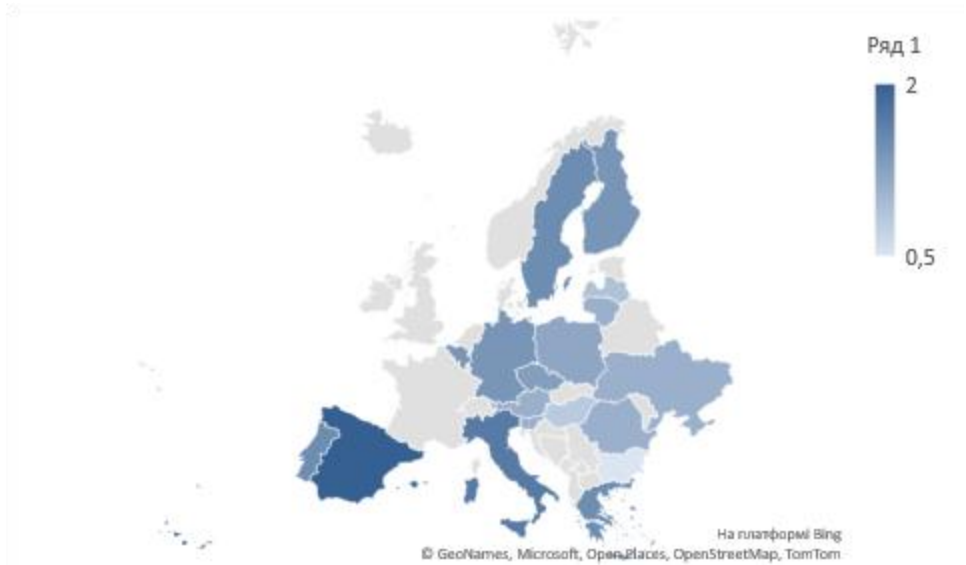 Ряд 1
2
0,5
На платформі Bing
© GeoNames, Microsoft, Open Places, OpenStreetMap, TomTom